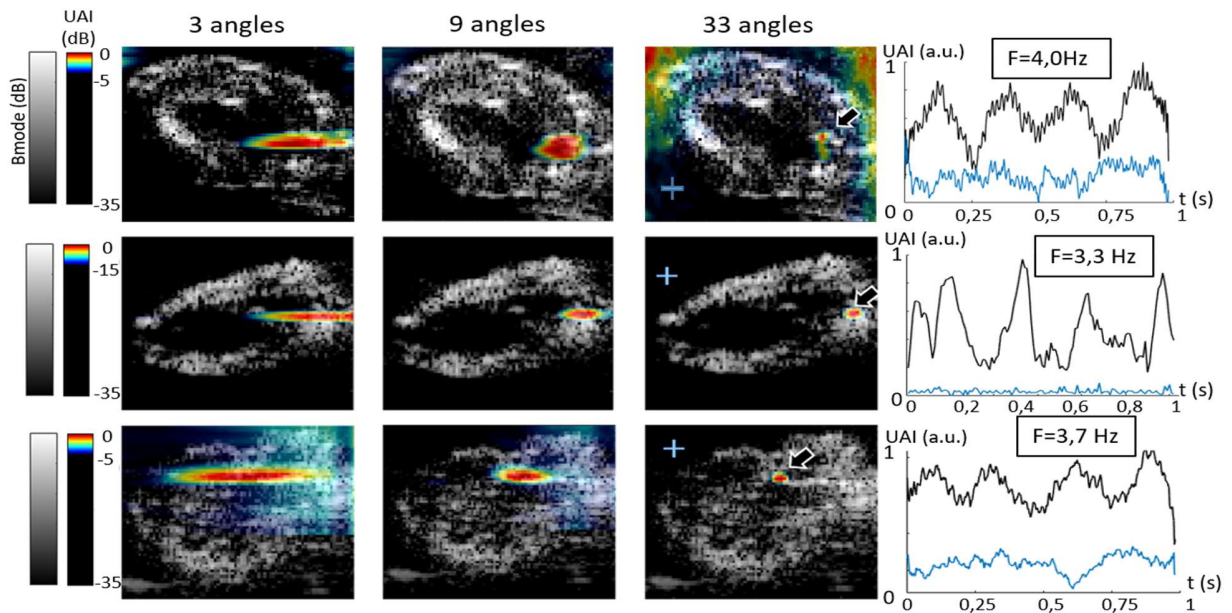 UAI
(dB)
3 angles
9 angles
33 angles
Bmode (dB)
0
-5
-35
UAI (a.u.)
F=4,0Hz
1
0
t (s)
0 0,25 0,5 0,75 1
0
-15
-35
UAI (a.u.)
F=3,3 Hz
1
0
t (s)
0 0,2 0,4 0,6 0,8 1
0
-5
-35
UAI (a.u.)
F=3,7 Hz
1
0
t (s)
0 0,25 0,5 0,75 1